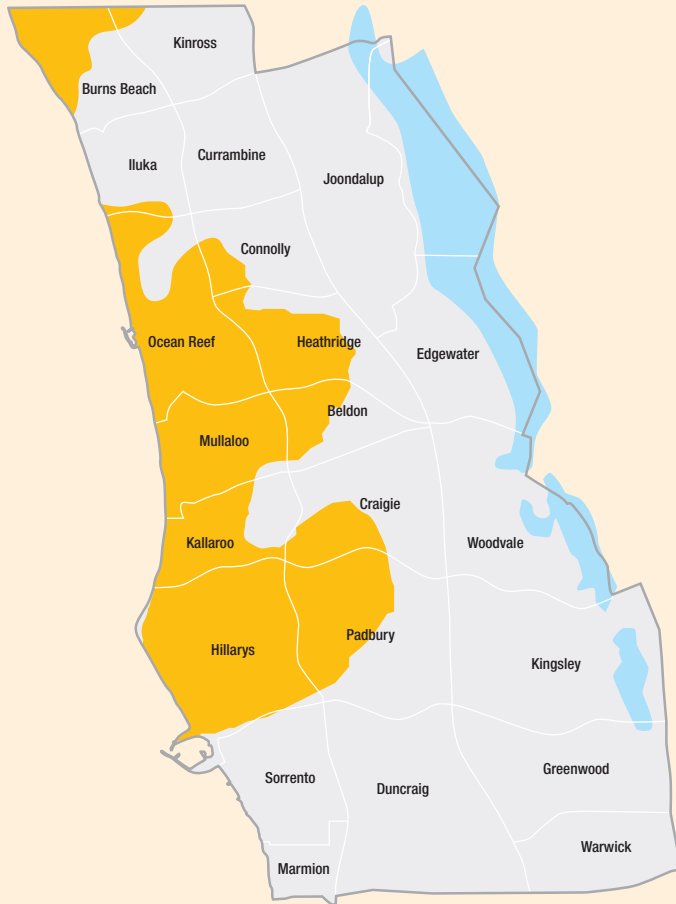 Kinross
Burns Beach
Currambine
Iluka
Joondalup
Connolly
Ocean Reef
Heathridge
Edgewater
Beldon
Mullaloo
Craigie
Kallaroo
Woodvale
Padbury
Hillarys
Kingsley
Greenwood
Sorrento
Duncraig
Warwick
Marmion